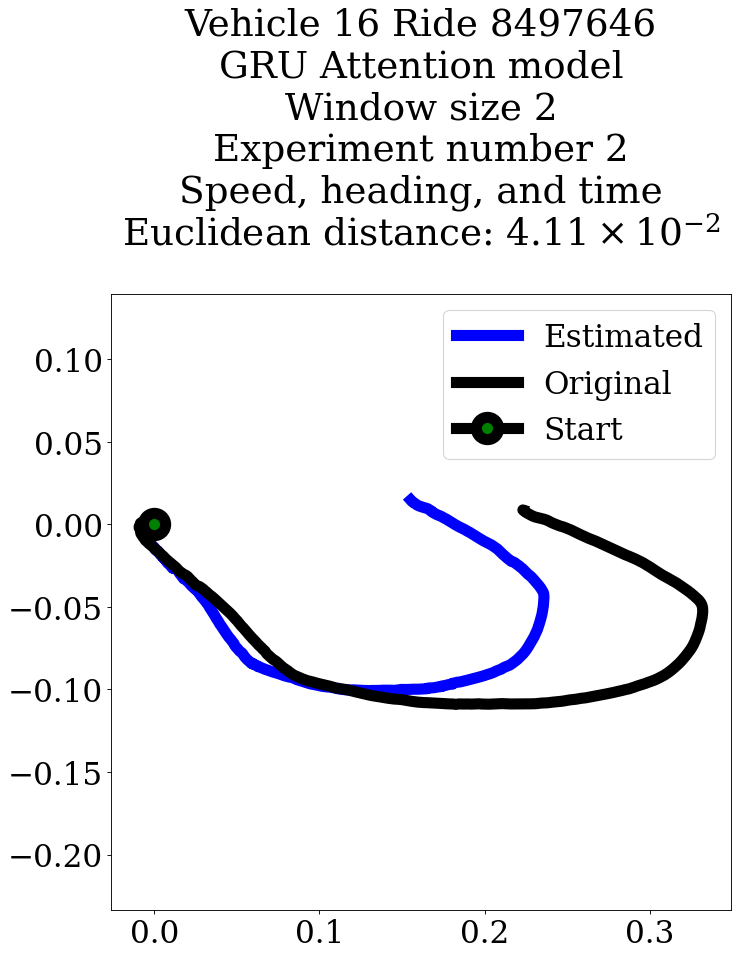 Vehicle 16 Ride 8497646
GRU Attention model
Window size 2
Experiment number 2
Speed, heading, and time
Euclidean distance: 4.11 × 10⁻²
Estimated
Original
Start
0.10
0.05
0.00
−0.05
−0.10
−0.15
−0.20
0.0 0.1 0.2 0.3